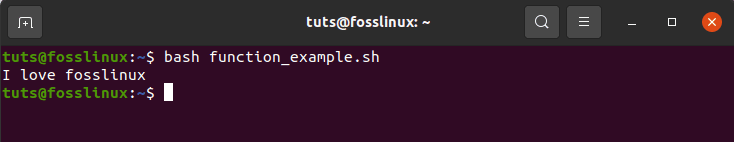 tuts@fosslinux: ~
tuts@fosslinux:~$ bash function_example.sh
I love fosslinux
tuts@fosslinux:~$